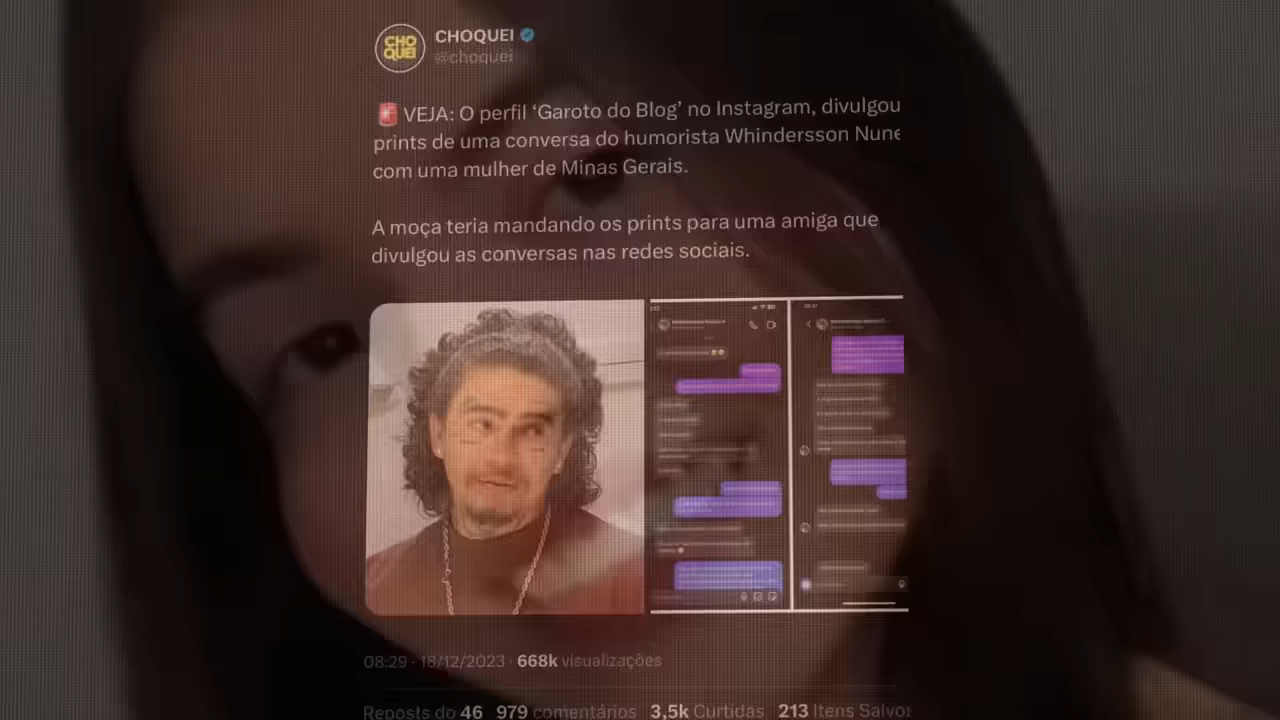 CHOQUEI
@choquei
CHO
QUEI
VEJA: O perfil ‘Garoto do Blog’ no Instagram, divulgou
prints de uma conversa do humorista Whindersson Nune
com uma mulher de Minas Gerais.
A moça teria mandando os prints para uma amiga que
divulgou as conversas nas redes sociais.
08:29 · 18/12/2023 · 668k visualizações
Reposts do 46 979 comentários 3,5k Curtidas 213 Itens Salvos